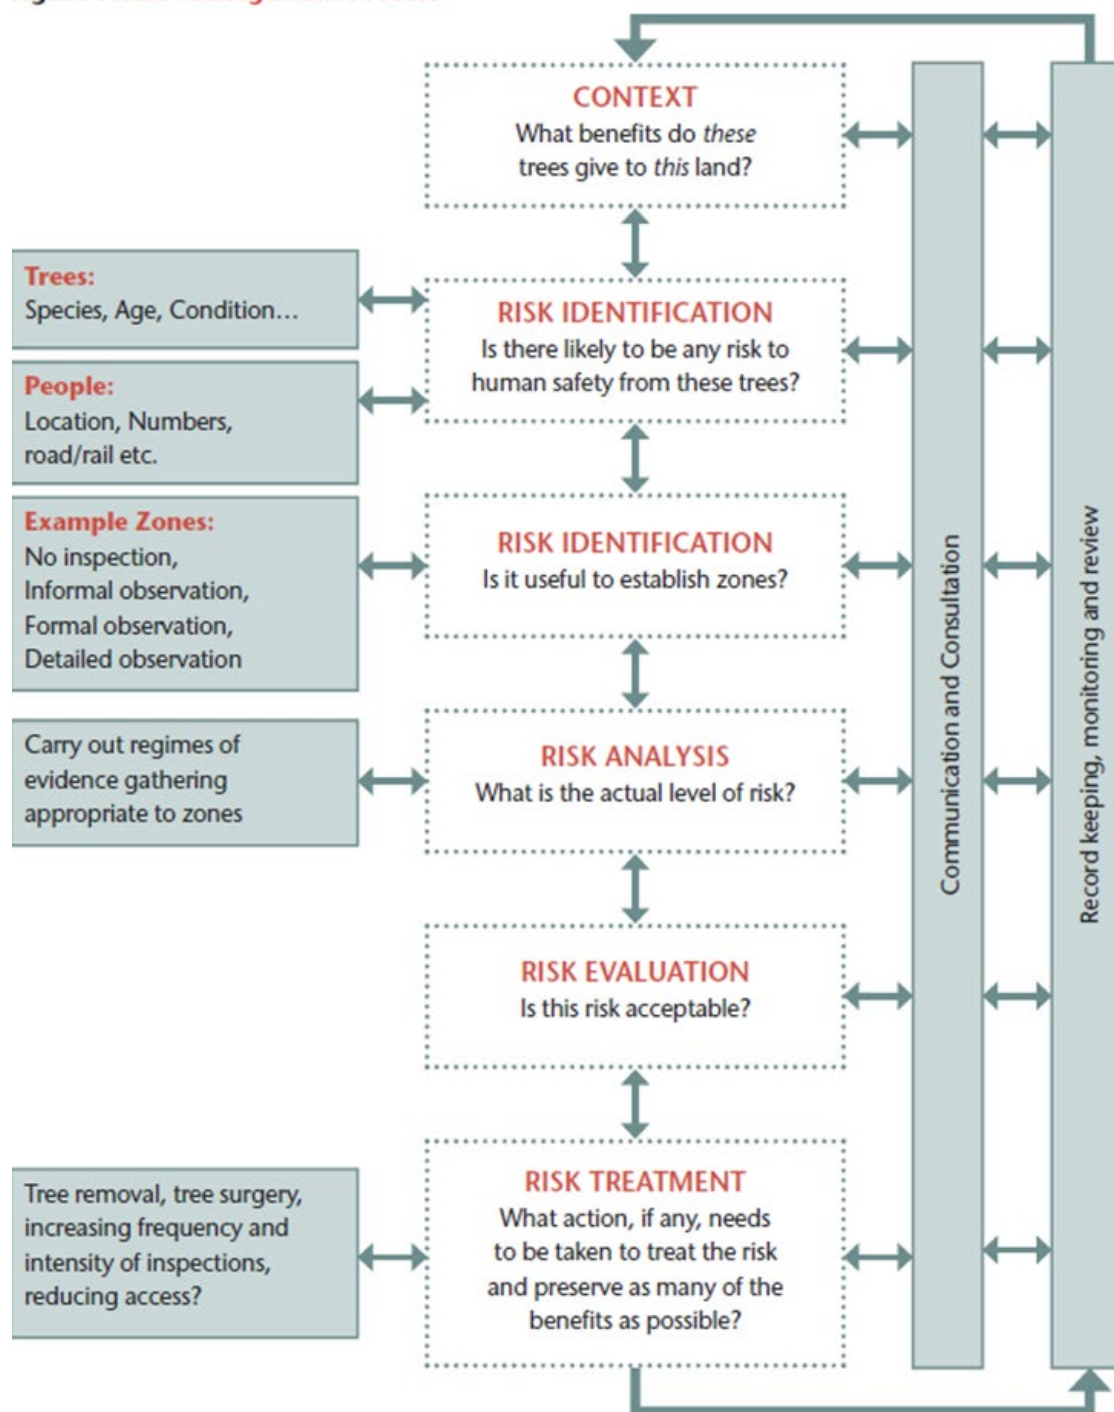 CONTEXT
What benefits do these
trees give to this land?
Trees:
Species, Age, Condition...
RISK IDENTIFICATION
Is there likely to be any risk to
human safety from these trees?
People:
Location, Numbers,
road/rail etc.
Example Zones:
No inspection,
Informal observation,
Formal observation,
Detailed observation
RISK IDENTIFICATION
Is it useful to establish zones?
Carry out regimes of
evidence gathering
appropriate to zones
RISK ANALYSIS
What is the actual level of risk?
RISK EVALUATION
Is this risk acceptable?
Tree removal, tree surgery,
increasing frequency and
intensity of inspections,
reducing access?
RISK TREATMENT
What action, if any, needs
to be taken to treat the risk
and preserve as many of the
benefits as possible?
Communication and Consultation
Record keeping, monitoring and review